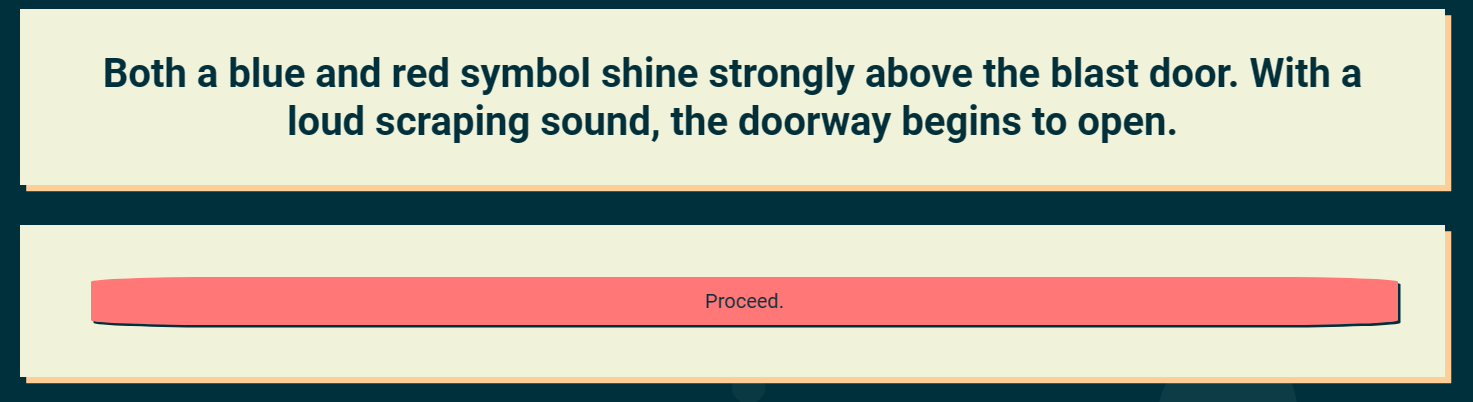 Both a blue and red symbol shine strongly above the blast door. With a
loud scraping sound, the doorway begins to open.
Proceed.